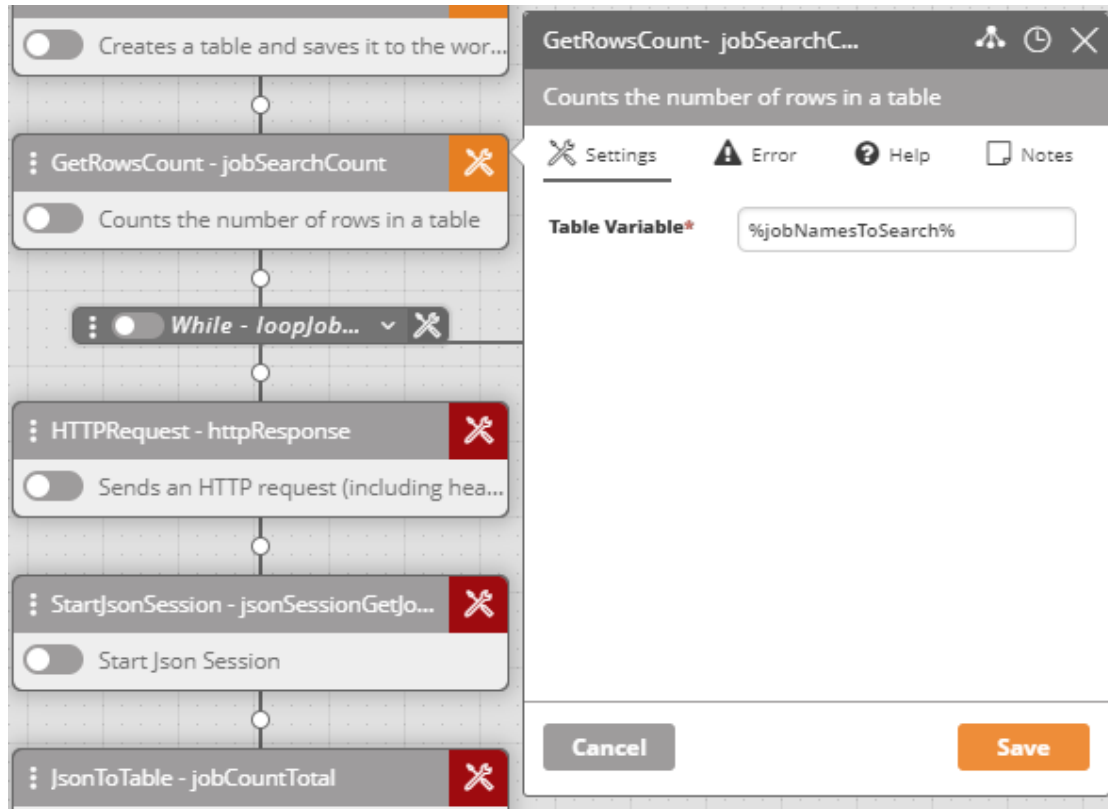 Creates a table and saves it to the wor...
GetRowsCount - jobSearchCount
Counts the number of rows in a table
While - loopJob...
HTTPRequest - httpResponse
Sends an HTTP request (including hea...
StartJsonSession - jsonSessionGetJo...
Start Json Session
JsonToTable - jobCountTotal
GetRowsCount- jobSearchC...
Counts the number of rows in a table
Settings Error Help Notes
Table Variable* %jobNamesToSearch%
Cancel Save